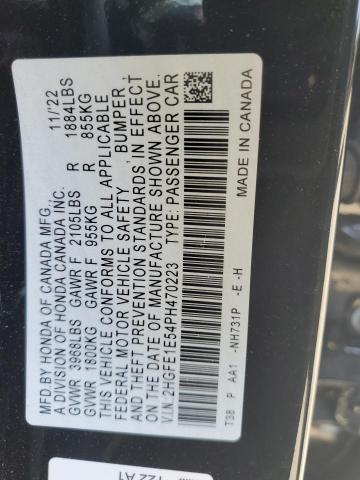 MFD BY HONDA OF CANADA MFG., 11/'22
A DIVISION OF HONDA CANADA INC.
GVWR 3968LBS GAWR F 2105LBS R 1884LBS
GVWR 1800KG GAWR F 955KG R 855KG
THIS VEHICLE CONFORMS TO ALL APPLICABLE
FEDERAL MOTOR VEHICLE SAFETY, BUMPER,
AND THEFT PREVENTION STANDARDS IN EFFECT
ON THE DATE OF MANUFACTURE SHOWN ABOVE.
V.I.N: 2HGFE1E54PH470223 TYPE: PASSENGER CAR
T38 P AA1 -NH731P -E -H MADE IN CANADA
122 A1